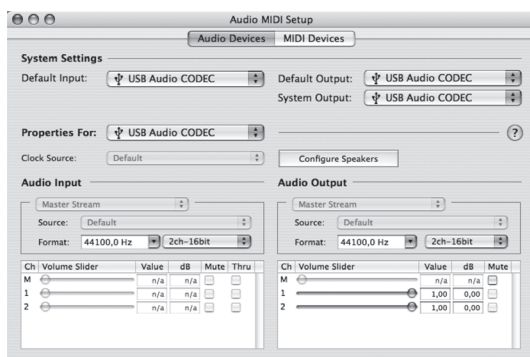 Audio MIDI Setup
Audio Devices MIDI Devices
System Settings
Default Input: USB Audio CODEC Default Output: USB Audio CODEC
System Output: USB Audio CODEC
Properties For: USB Audio CODEC ?
Clock Source: Default Configure Speakers
Audio Input Audio Output
Master Stream Master Stream
Source: Default Source: Default
Format: 44100,0 Hz 2ch-16bit Format: 44100,0 Hz 2ch-16bit
Ch Volume Slider Value dB Mute Thru Ch Volume Slider Value dB Mute
M n/a n/a M n/a n/a
1 n/a n/a 1 1,00 0,00
2 n/a n/a 2 1,00 0,00